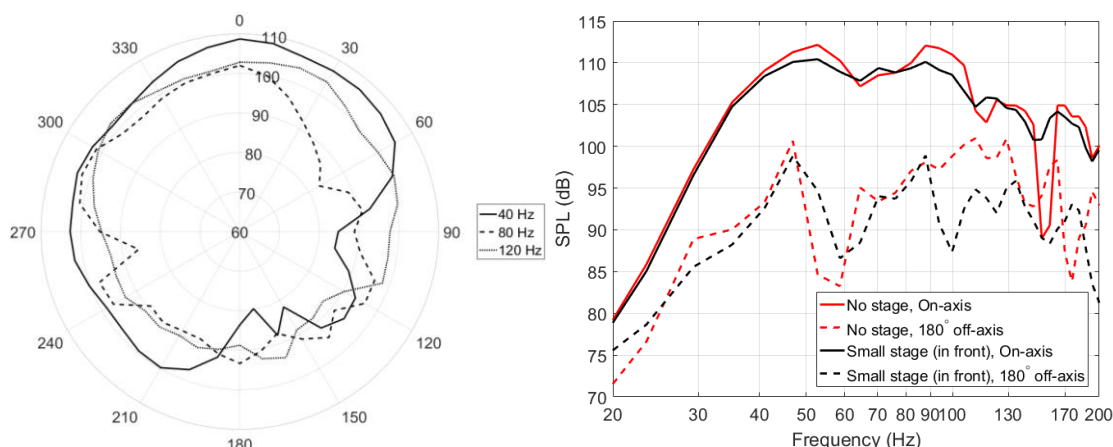 0
30
60
90
120
150
180
210
240
270
300
330
110
100
90
80
70
60
40 Hz
80 Hz
120 Hz
115
110
105
100
95
90
85
80
75
70
SPL (dB)
No stage, On-axis
No stage, 180° off-axis
Small stage (in front), On-axis
Small stage (in front), 180° off-axis
20 30 40 50 60 70 80 90 100 130 170 200
Frequency (Hz)